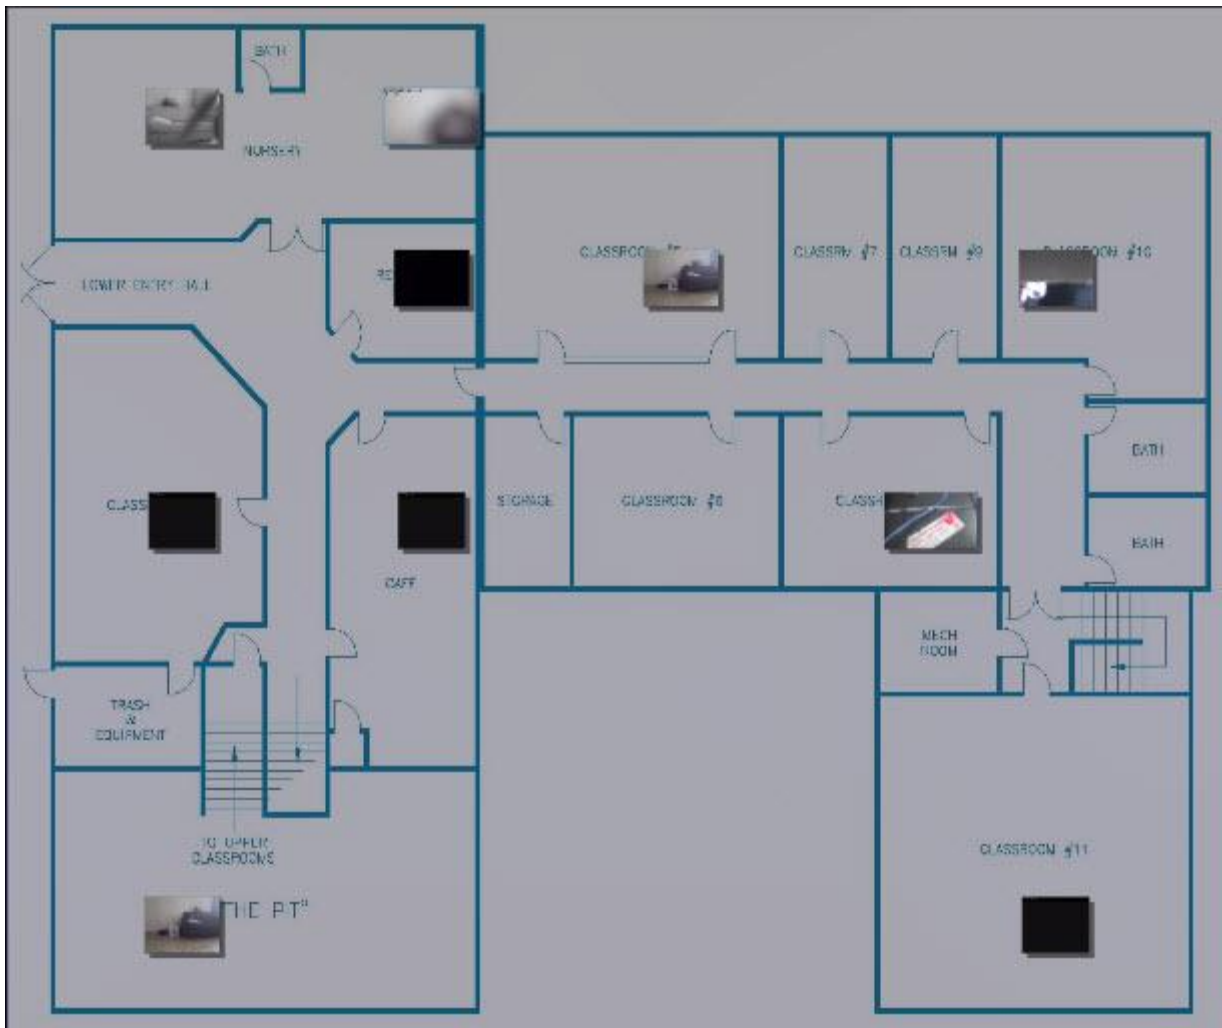 BATH
NURSERY
LOWER ENTRY HALL
CLASSRM #7
CLASSRM #9
#10
STORAGE
CLASSROOM
CAFE
BATH
BATH
MECH
ROOM
TRASH
&
EQUIPMENT
TO UPPER
CLASSROOMS
THE PIT"
CLASSROOM #11